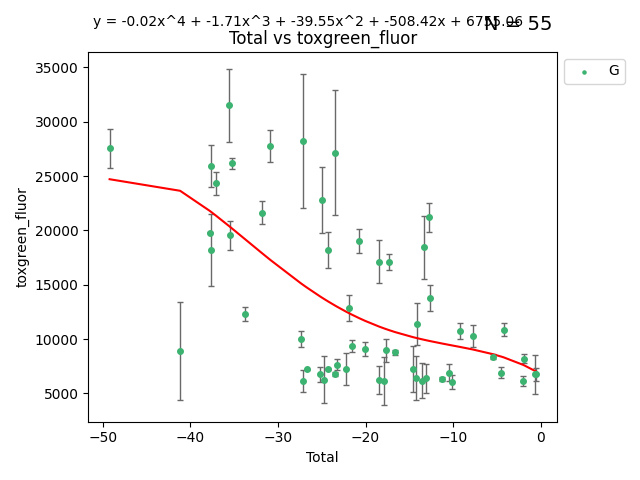 y = -0.02x^4 + -1.71x^3 + -39.55x^2 + -508.42x +
N = 55
Total vs toxgreen_fluor
G
35000
30000
25000
20000
15000
10000
5000
toxgreen_fluor
−50
−40
−30
−20
−10
0
Total